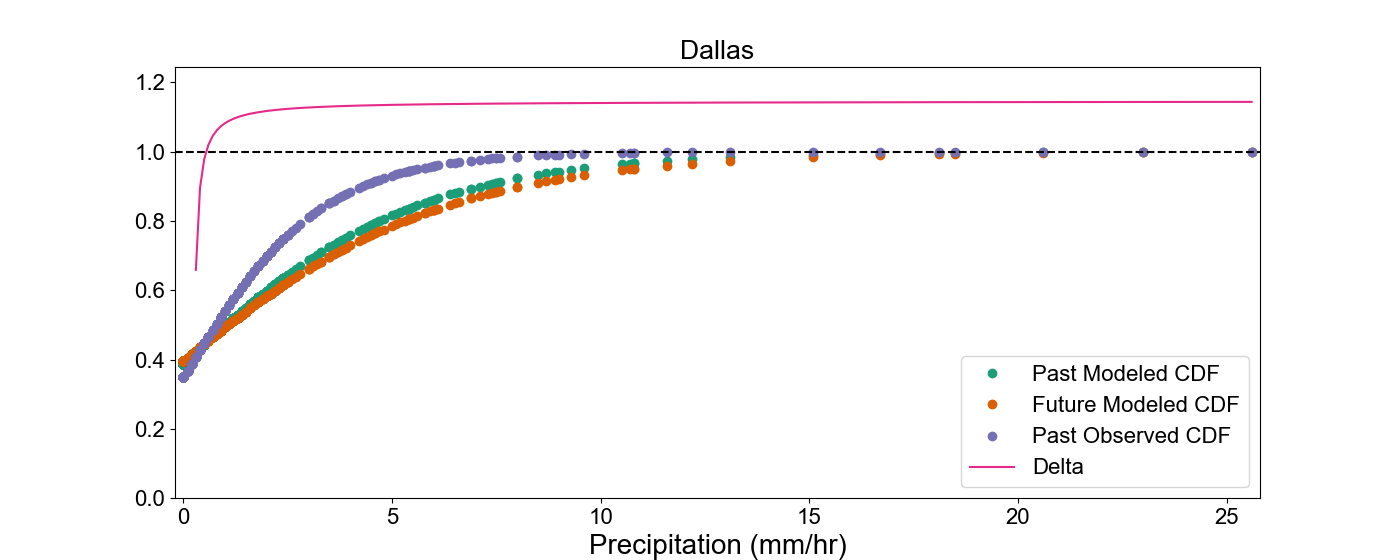 Dallas
1.2
1.0
0.8
0.6
0.4
0.2
0.0
Past Modeled CDF
Future Modeled CDF
Past Observed CDF
Delta
0 5 10 15 20 25
Precipitation (mm/hr)